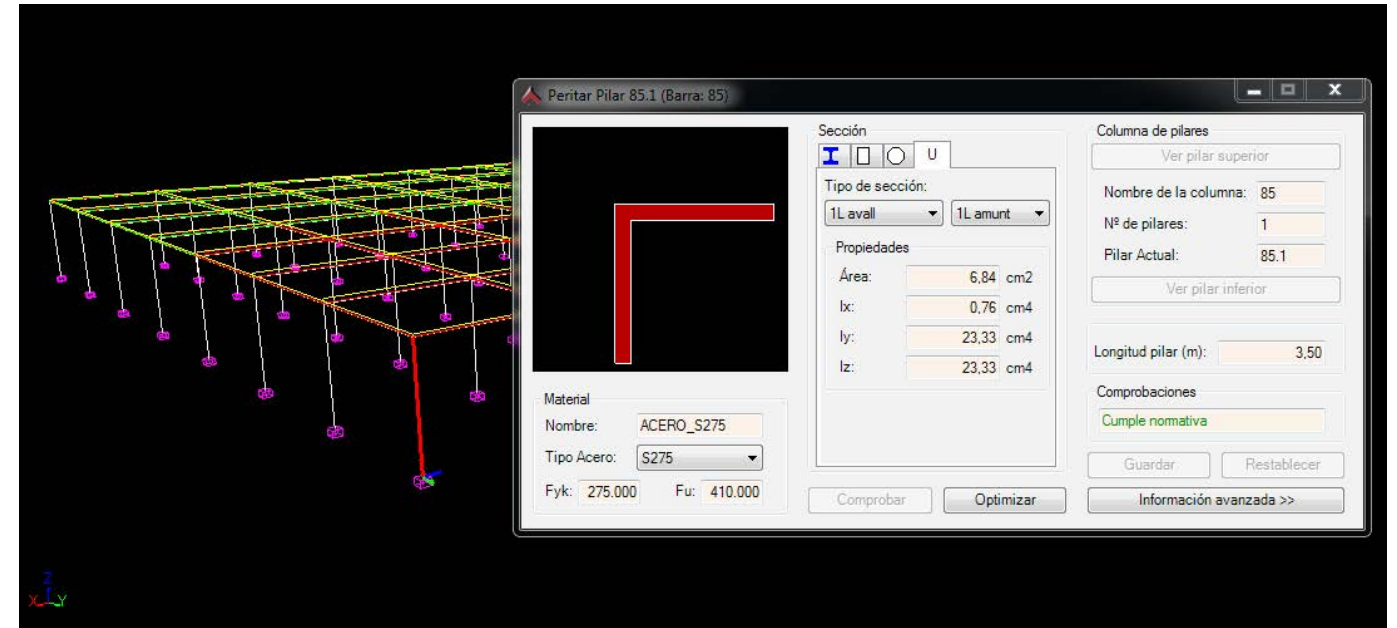 Peritar Pilar 85.1 (Barra: 85)
Sección
U
Tipo de sección:
1L avall 1L amunt
Propiedades
Área: 6,84 cm2
Ix: 0,76 cm4
Iy: 23,33 cm4
Iz: 23,33 cm4
Material
Nombre: ACERO_S275
Tipo Acero: S275
Fyk: 275.000 Fu: 410.000
Comprobar Optimizar
Columna de pilares
Ver pilar superior
Nombre de la columna: 85
Nº de pilares: 1
Pilar Actual: 85.1
Ver pilar inferior
Longitud pilar (m): 3,50
Comprobaciones
Cumple normativa
Guardar Restablecer
Información avanzada >>
Z
X Y